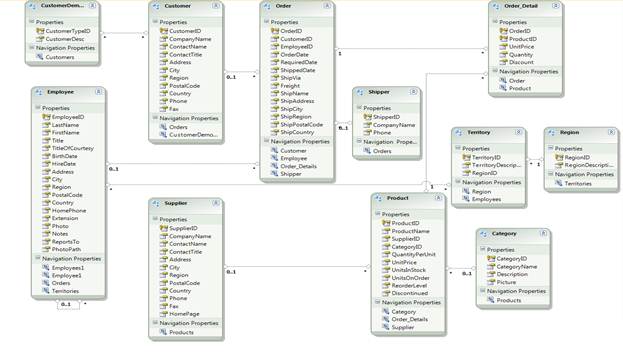 CustomerDem...
Properties
CustomerTypeID
CustomerDesc
Navigation Properties
Customers
Customer
Properties
CustomerID
CompanyName
ContactName
ContactTitle
Address
City
Region
PostalCode
Country
Phone
Fax
Navigation Properties
Orders
CustomerDemo...
Order
Properties
OrderID
CustomerID
EmployeeID
OrderDate
RequiredDate
ShippedDate
ShipVia
Freight
ShipName
ShipAddress
ShipCity
ShipRegion
ShipPostalCode
ShipCountry
Navigation Properties
Customer
Employee
Order_Details
Shipper
Order_Detail
Properties
OrderID
ProductID
UnitPrice
Quantity
Discount
Navigation Properties
Order
Product
Employee
Properties
EmployeeID
LastName
FirstName
Title
TitleOfCourtesy
BirthDate
HireDate
Address
City
Region
PostalCode
Country
HomePhone
Extension
Photo
Notes
ReportsTo
PhotoPath
Navigation Properties
Employees1
Employee1
Orders
Territories
Shipper
Properties
ShipperID
CompanyName
Phone
Navigation Properties
Orders
Territory
Properties
TerritoryID
TerritoryDescrip...
RegionID
Navigation Properties
Region
Employees
Region
Properties
RegionID
RegionDescripti...
Navigation Properties
Territories
Supplier
Properties
SupplierID
CompanyName
ContactName
ContactTitle
Address
City
Region
PostalCode
Country
Phone
Fax
HomePage
Navigation Properties
Products
Product
Properties
ProductID
ProductName
SupplierID
CategoryID
QuantityPerUnit
UnitPrice
UnitsInStock
UnitsOnOrder
ReorderLevel
Discontinued
Navigation Properties
Category
Order_Details
Supplier
Category
Properties
CategoryID
CategoryName
Description
Picture
Navigation Properties
Products
* *
0..1 *
1 *
0..1 *
* *
* 1
1 *
0..1 *
* 0..1
0..1 *